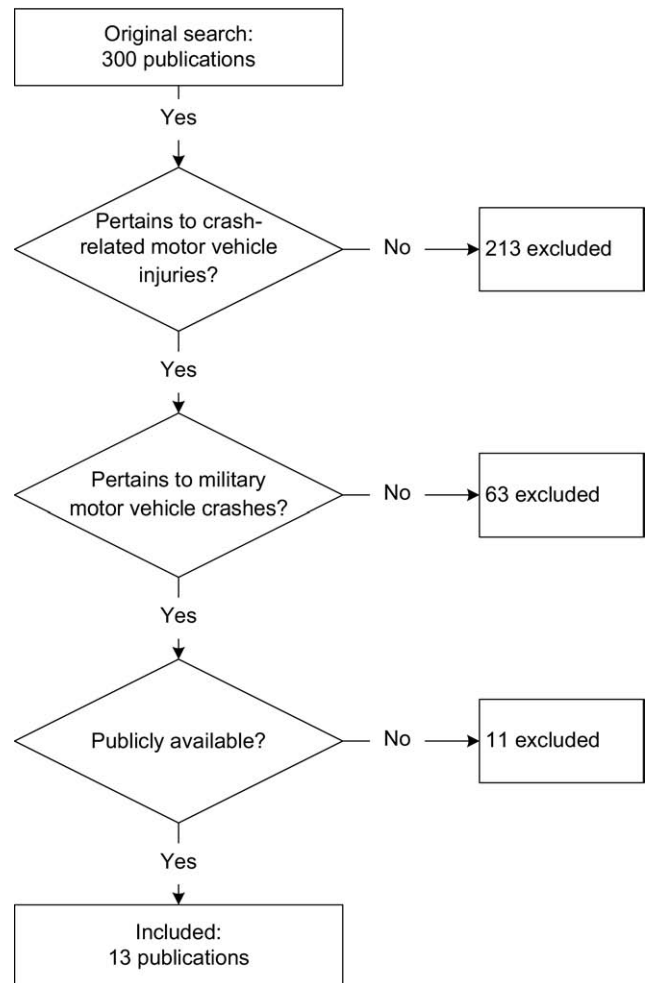 Original search:
300 publications
Yes
Pertains to crash-
related motor vehicle
injuries?
No
213 excluded
Yes
Pertains to military
motor vehicle crashes?
No
63 excluded
Yes
Publicly available?
No
11 excluded
Yes
Included:
13 publications